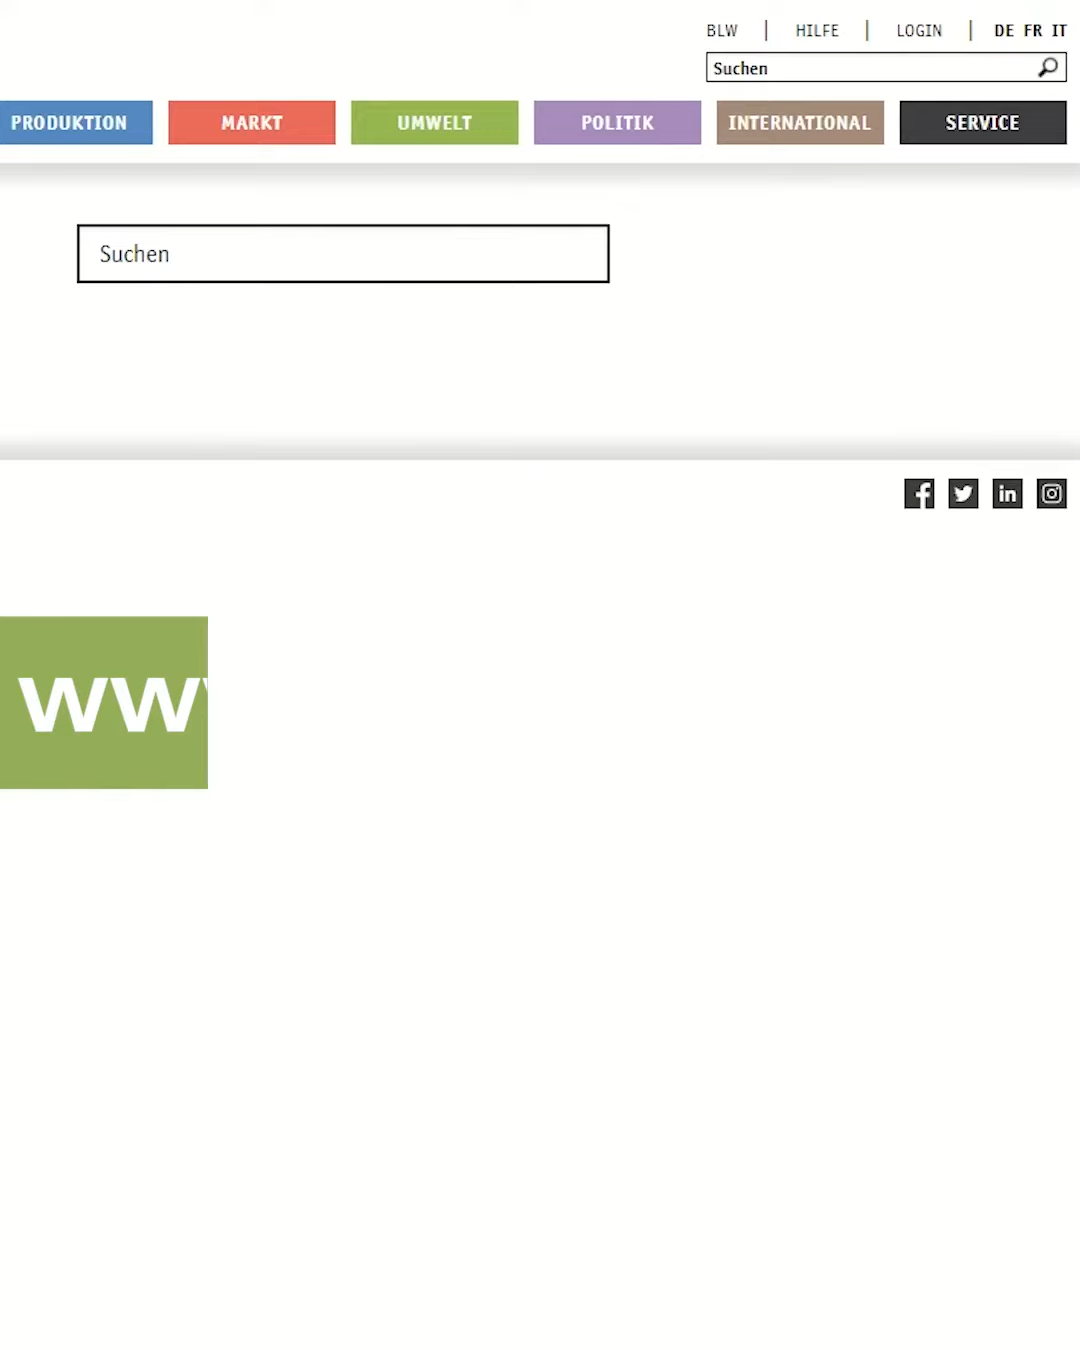 BLW | HILFE | LOGIN | DE FR IT
Suchen
PRODUKTION MARKT UMWELT POLITIK INTERNATIONAL SERVICE
Suchen
ww